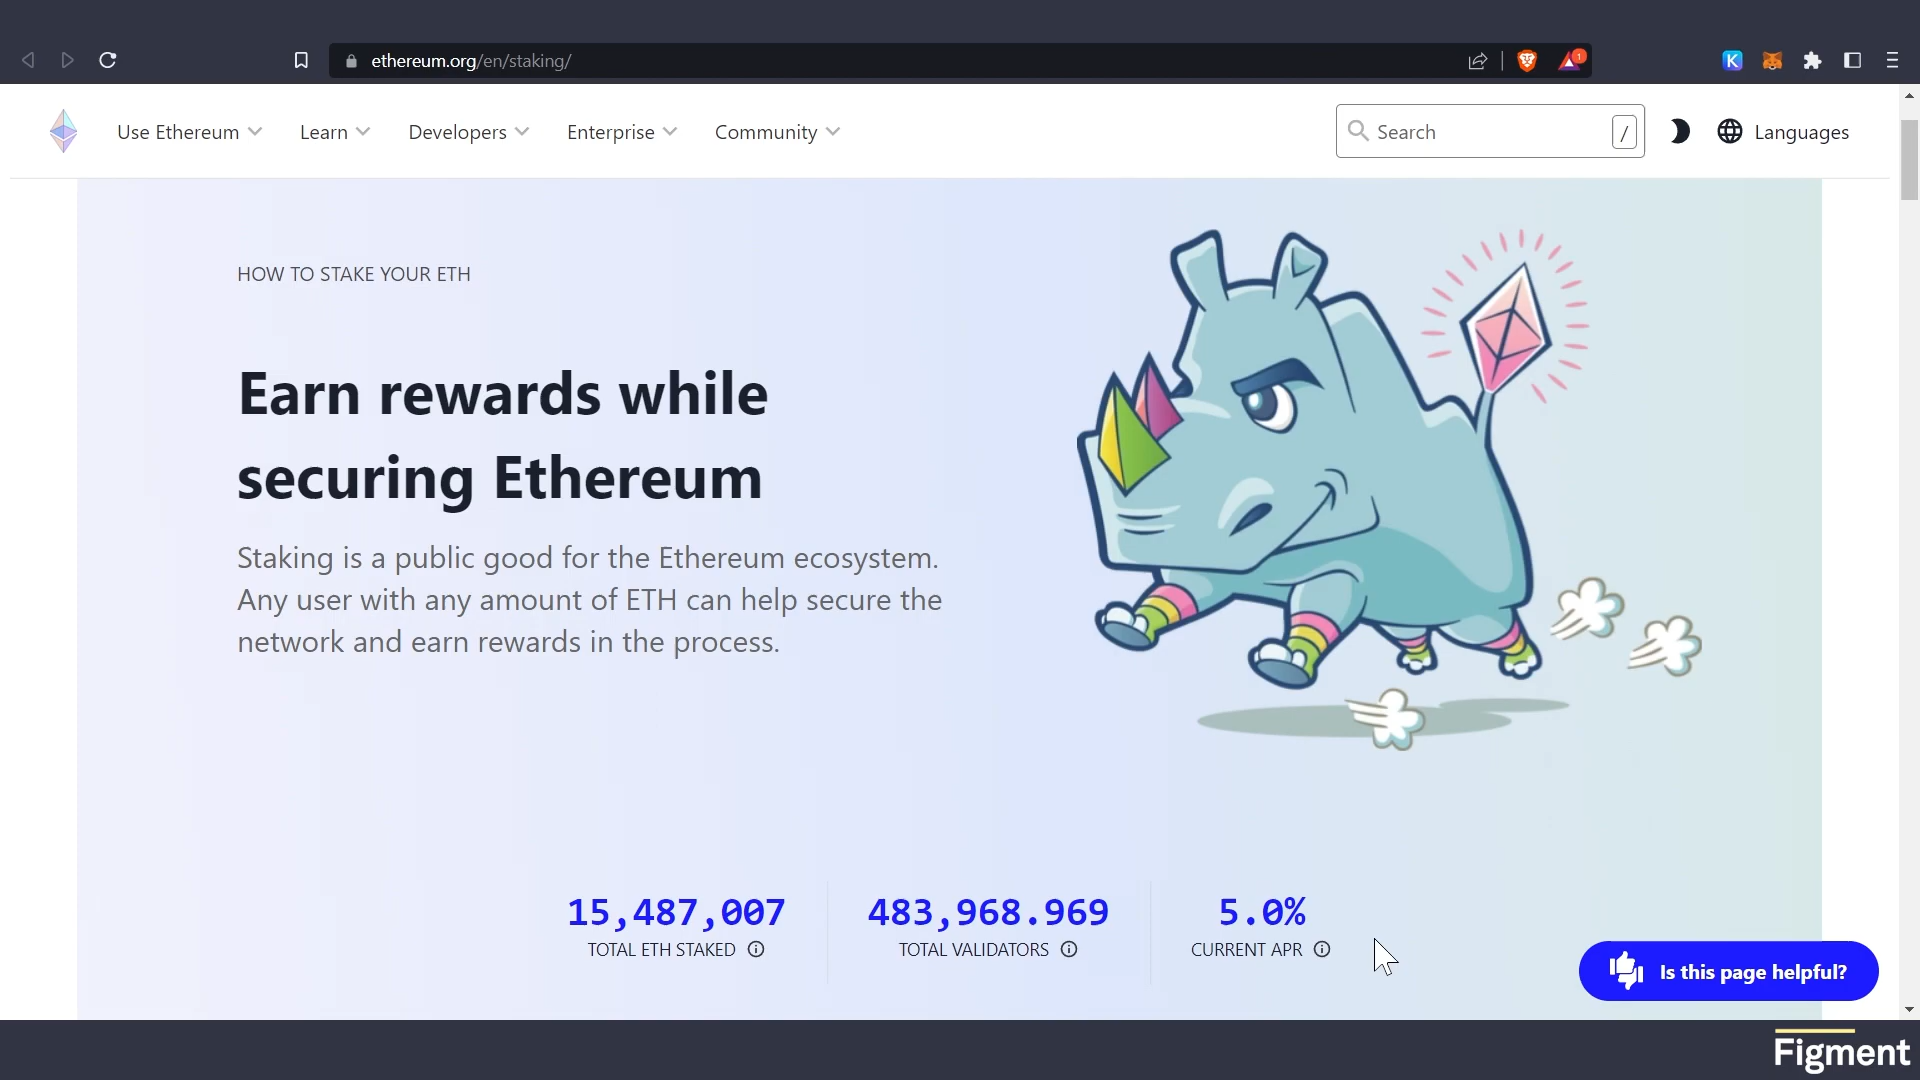 ethereum.org/en/staking/
1
K
Use Ethereum
Learn
Developers
Enterprise
Community
Search
/
Languages
HOW TO STAKE YOUR ETH
Earn rewards while
securing Ethereum
Staking is a public good for the Ethereum ecosystem.
Any user with any amount of ETH can help secure the
network and earn rewards in the process.
15,487,007
TOTAL ETH STAKED
483,968.969
TOTAL VALIDATORS
5.0%
CURRENT APR
Is this page helpful?
Figment